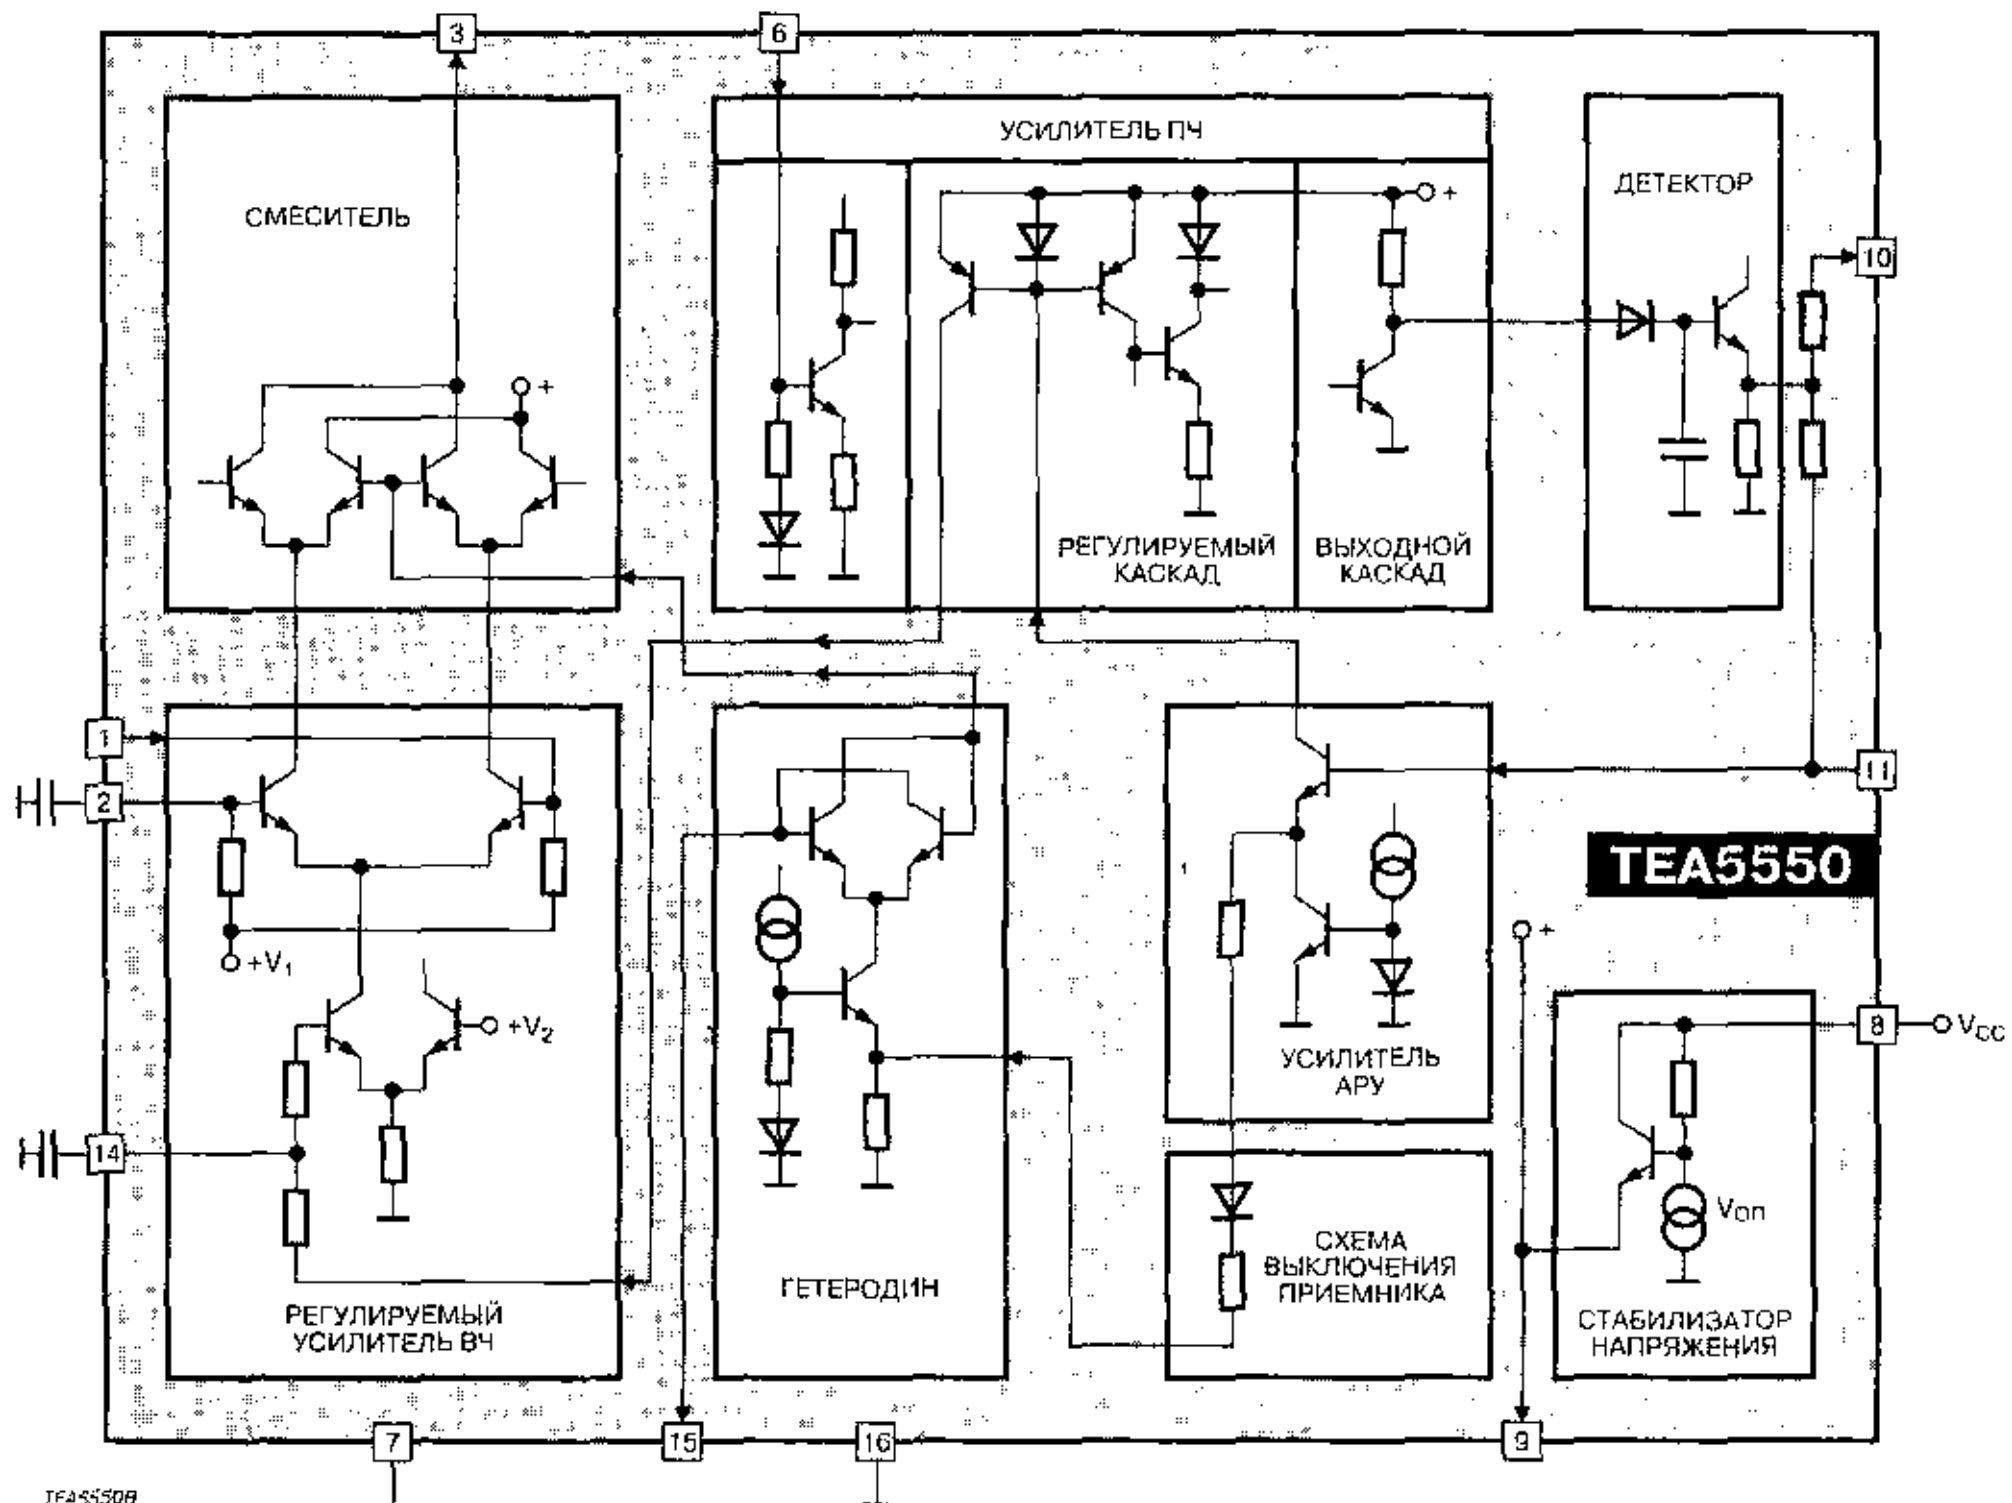 3
6
УСИЛИТЕЛЬ ПЧ
СМЕСИТЕЛЬ
+
ДЕТЕКТОР
10
+
РЕГУЛИРУЕМЫЙ
КАСКАД
ВЫХОДНОЙ
КАСКАД
1
2
11
TEA5550
+V1
+
+V2
8
VCC
УСИЛИТЕЛЬ
АРУ
14
Vоп
СХЕМА
ВЫКЛЮЧЕНИЯ
ПРИЕМНИКА
ГЕТЕРОДИН
РЕГУЛИРУЕМЫЙ
УСИЛИТЕЛЬ ВЧ
СТАБИЛИЗАТОР
НАПРЯЖЕНИЯ
7
15
16
9
TEA5550B